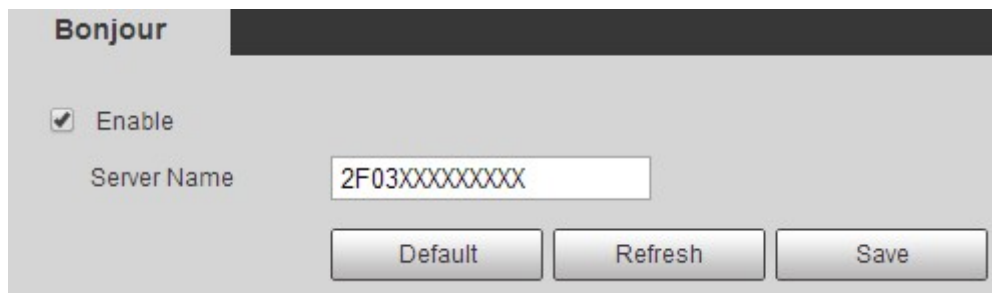 Bonjour
Enable
Server Name 2F03XXXXXXXXX
Default Refresh Save